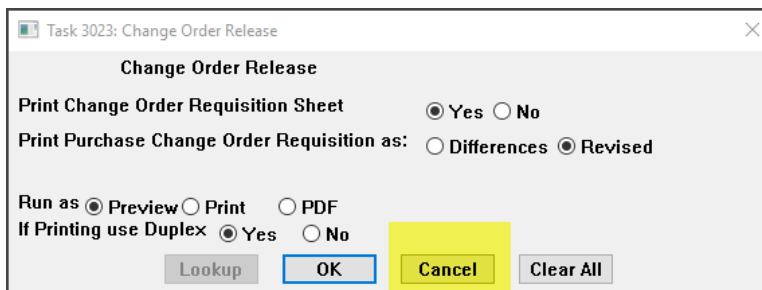 Task 3023: Change Order Release
Change Order Release
Print Change Order Requisition Sheet Yes No
Print Purchase Change Order Requisition as: Differences Revised
Run as Preview Print PDF
If Printing use Duplex Yes No
Lookup OK Cancel Clear All